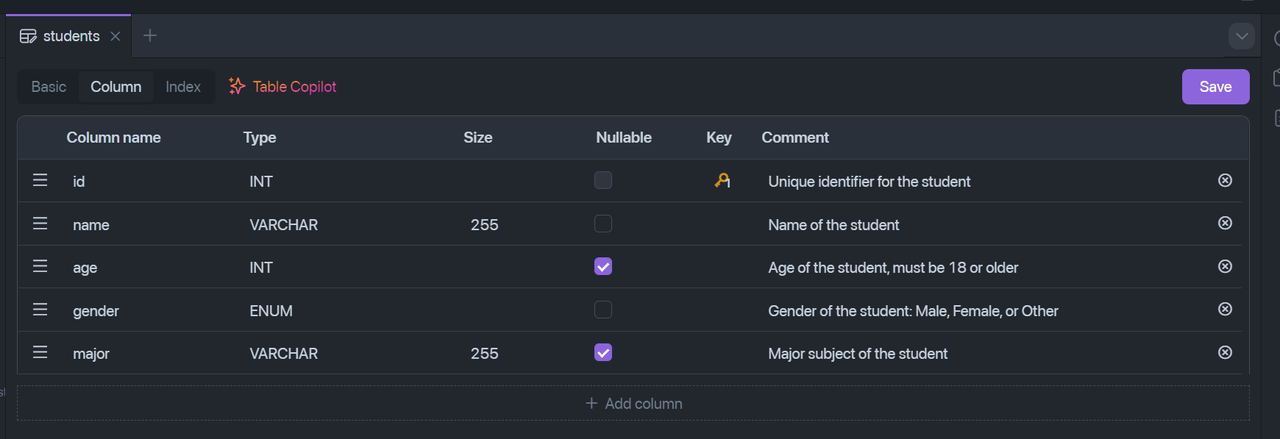 students
Basic Column Index Table Copilot Save
Column name Type Size Nullable Key Comment
id INT 1 Unique identifier for the student
name VARCHAR 255 Name of the student
age INT Age of the student, must be 18 or older
gender ENUM Gender of the student: Male, Female, or Other
major VARCHAR 255 Major subject of the student
+ Add column